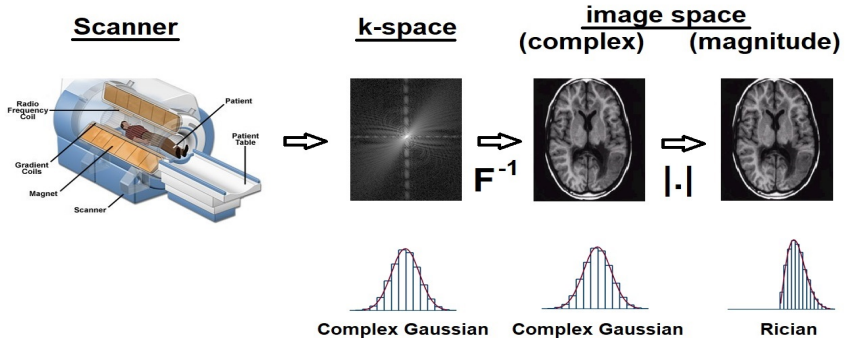 Scanner
k-space
image space
(complex)
(magnitude)
Radio
Frequency
Coil
Patient
Patient
Table
Gradient
Coils
Magnet
Scanner
F⁻¹
|.|
Complex Gaussian
Complex Gaussian
Rician